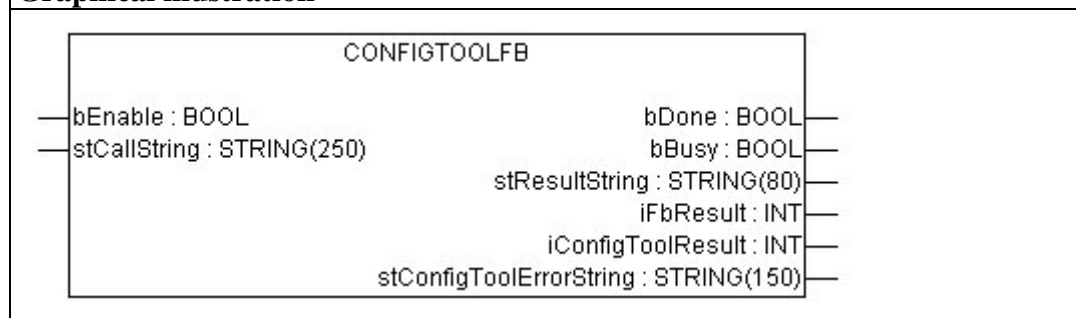 Graphical illustration
CONFIGTOOLFB
bEnable : BOOL bDone : BOOL
stCallString : STRING(250) bBusy : BOOL
stResultString : STRING(80)
iFbResult : INT
iConfigToolResult : INT
stConfigToolErrorString : STRING(150)